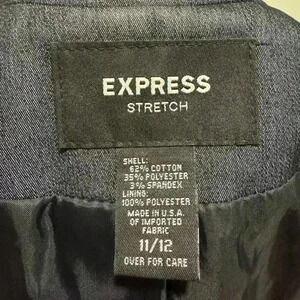 EXPRESS
STRETCH
SHELL:
62% COTTON
35% POLYESTER
3% SPANDEX
LINING:
100% POLYESTER
MADE IN U.S.A.
OF IMPORTED
FABRIC
11/12
OVER FOR CARE